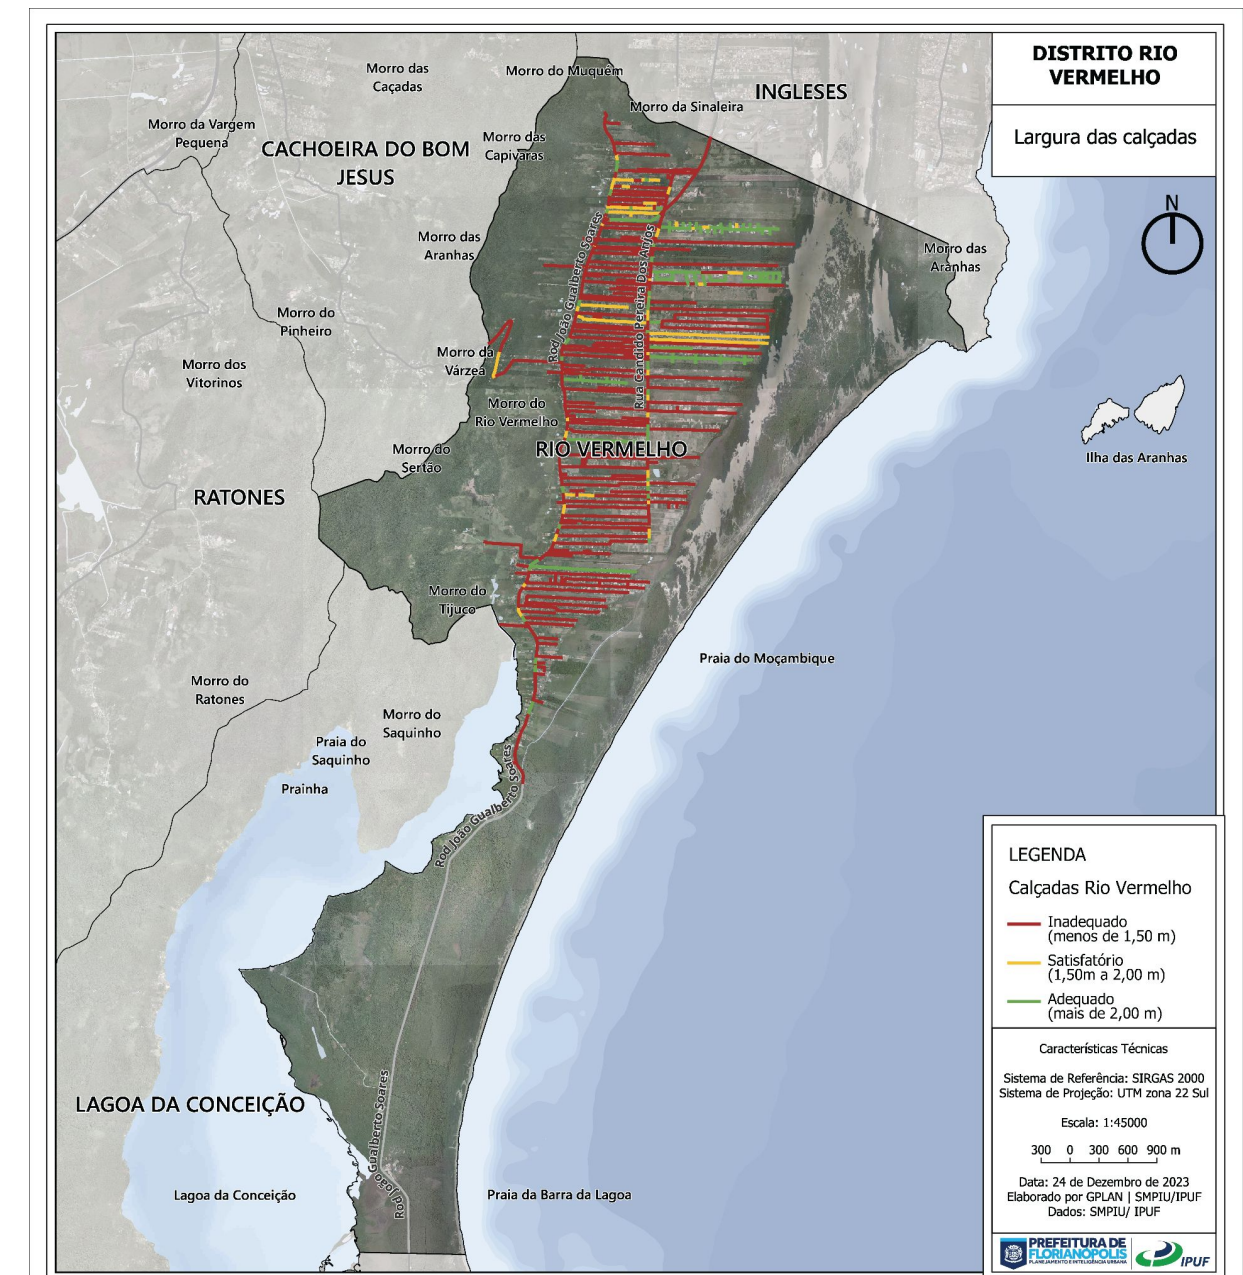 DISTRITO RIO
VERMELHO
Largura das calçadas
N
Morro das
Caçadas
Morro do Muquém
INGLESES
Morro da Sinaleira
Morro da Vargem
Pequena
CACHOEIRA DO BOM
JESUS
Morro das
Capivaras
Morro das
Aranhas
Rod João Gualberto Soares
Rua Candido Pereira Dos Anjos
Morro das
Aranhas
Morro do
Pinheiro
Morro dos
Vitorinos
Morro da
Várzea
Morro do
Rio Vermelho
Morro do
Sertão
RIO VERMELHO
Ilha das Aranhas
RATONES
Morro do
Tijuco
Praia do Moçambique
Morro do
Ratones
Morro do
Saquinho
Praia do
Saquinho
Prainha
Rod João Gualberto Soares
LAGOA DA CONCEIÇÃO
Rod João Gualberto Soares
Lagoa da Conceição
Praia da Barra da Lagoa
LEGENDA
Calçadas Rio Vermelho
Inadequado
(menos de 1,50 m)
Satisfatório
(1,50m a 2,00 m)
Adequado
(mais de 2,00 m)
Características Técnicas
Sistema de Referência: SIRGAS 2000
Sistema de Projeção: UTM zona 22 Sul
Escala: 1:45000
300 0 300 600 900 m
Data: 24 de Dezembro de 2023
Elaborado por GPLAN | SMPIU/IPUF
Dados: SMPIU/ IPUF
PREFEITURA DE
FLORIANÓPOLIS
PLANEJAMENTO E INTELIGÊNCIA URBANA
IPUF